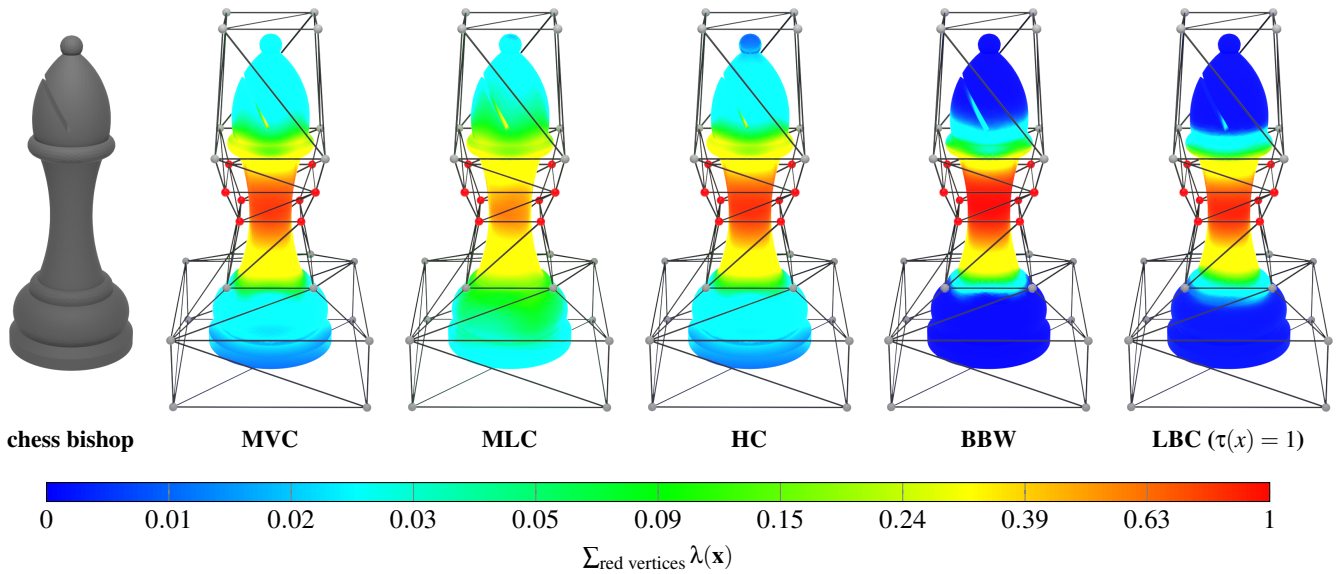 chess bishop MVC MLC HC BBW LBC (τ(x) = 1)
0 0.01 0.02 0.03 0.05 0.09 0.15 0.24 0.39 0.63 1
∑red vertices λ(x)